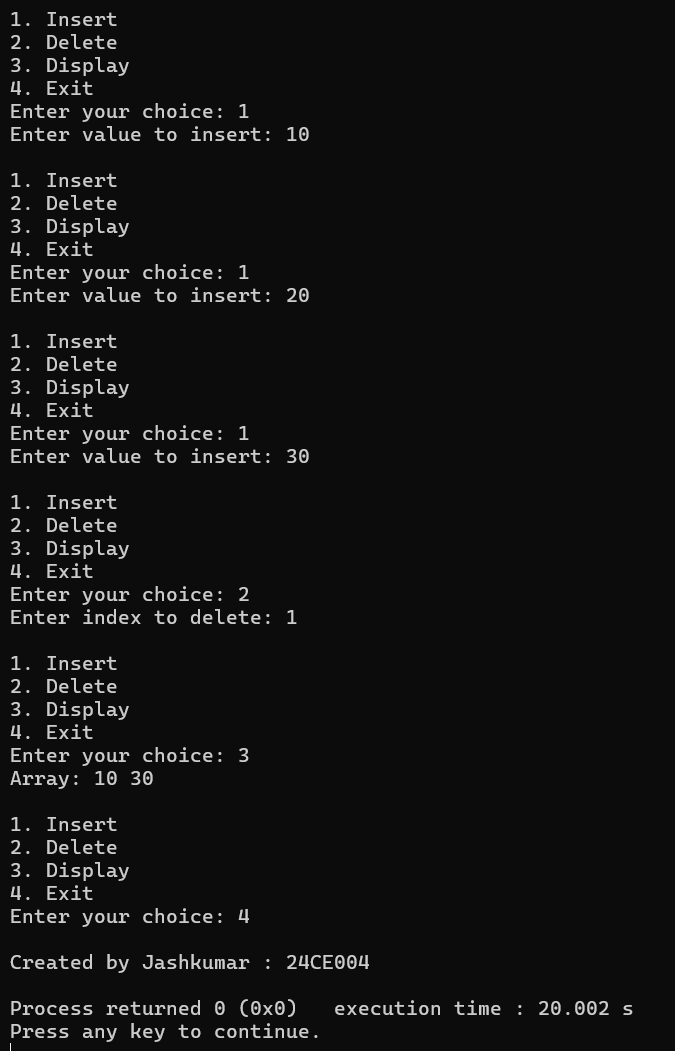 1. Insert
2. Delete
3. Display
4. Exit
Enter your choice: 1
Enter value to insert: 10
1. Insert
2. Delete
3. Display
4. Exit
Enter your choice: 1
Enter value to insert: 20
1. Insert
2. Delete
3. Display
4. Exit
Enter your choice: 1
Enter value to insert: 30
1. Insert
2. Delete
3. Display
4. Exit
Enter your choice: 2
Enter index to delete: 1
1. Insert
2. Delete
3. Display
4. Exit
Enter your choice: 3
Array: 10 30
1. Insert
2. Delete
3. Display
4. Exit
Enter your choice: 4
Created by Jashkumar : 24CE004
Process returned 0 (0x0)   execution time : 20.002 s
Press any key to continue.